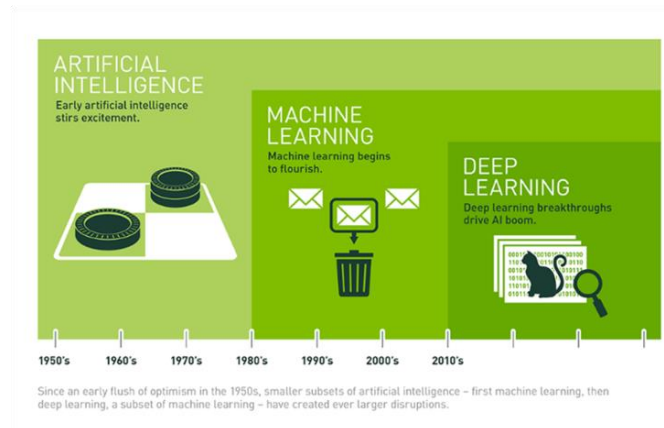 ARTIFICIAL
INTELLIGENCE
Early artificial intelligence
stirs excitement.
MACHINE
LEARNING
Machine learning begins
to flourish.
DEEP
LEARNING
Deep learning breakthroughs
drive AI boom.
1950's 1960's 1970's 1980's 1990's 2000's 2010's
Since an early flush of optimism in the 1950s, smaller subsets of artificial intelligence – first machine learning, then
deep learning, a subset of machine learning – have created ever larger disruptions.